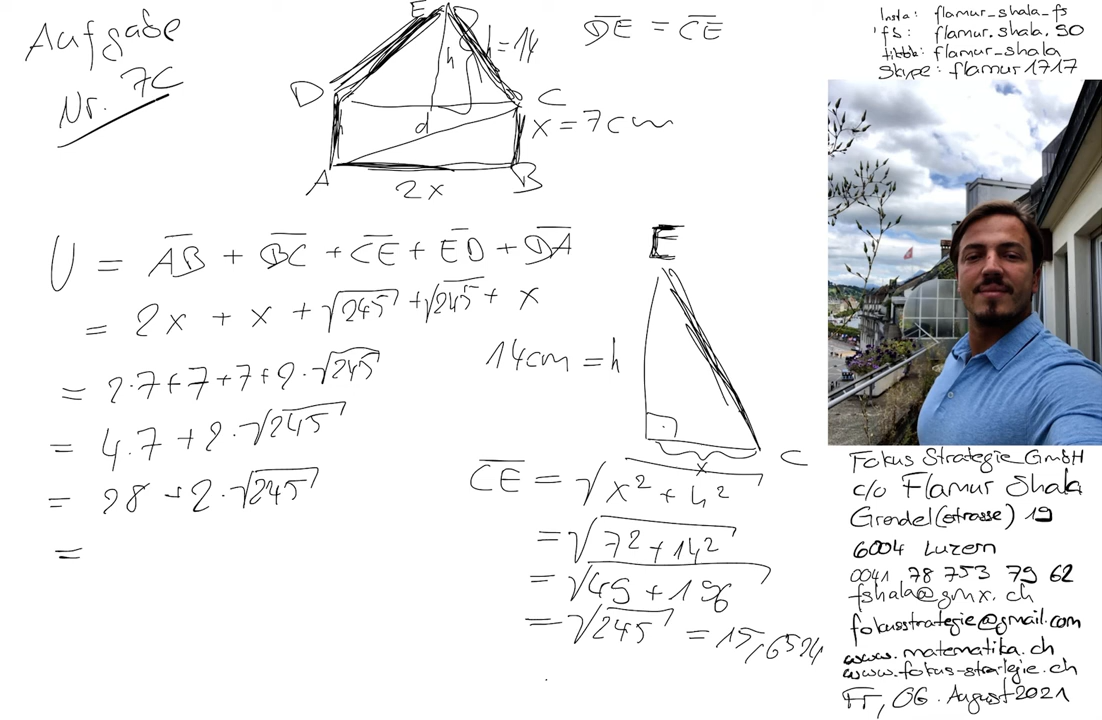 Aufgabe
Nr. 7C
E
h
h=14
D
C
d
x=7cm
A
B
2x
DE = CE
U = AB + BC + CE + ED + DA
= 2x + x + √245 + √245 + x
= 2·7+7+7+2·√245
= 4·7 + 2·√245
= 28 + 2·√245
=
E
14cm = h
x
C
CE = √x² + h²
= √7² + 14²
= √49 + 196
= √245 = 15,6524
Insta: flamur_shala_fs
fs: flamur.shala.90
tiktok: flamur_shala
Skype: flamur1717
Fokus Strategie GmbH
c/o Flamur Shala
Grendel(strasse) 19
6004 Luzern
0041 78 753 79 62
fshala@gmx.ch
fokusstrategie@gmail.com
www.matematika.ch
www.fokus-strategie.ch
Fr, 06. August 2021